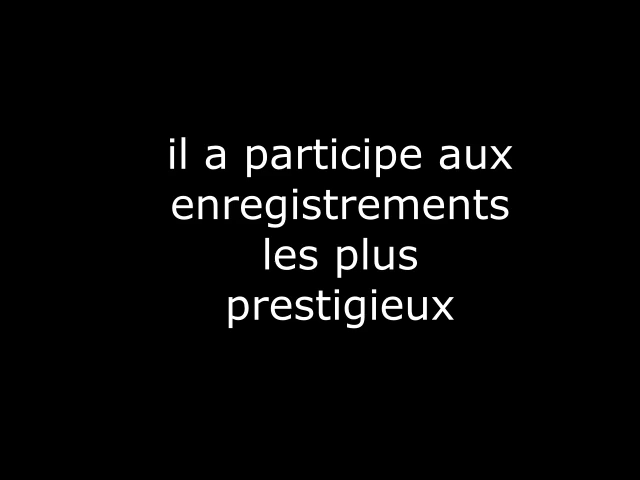 il a participe aux
enregistrements
les plus
prestigieux